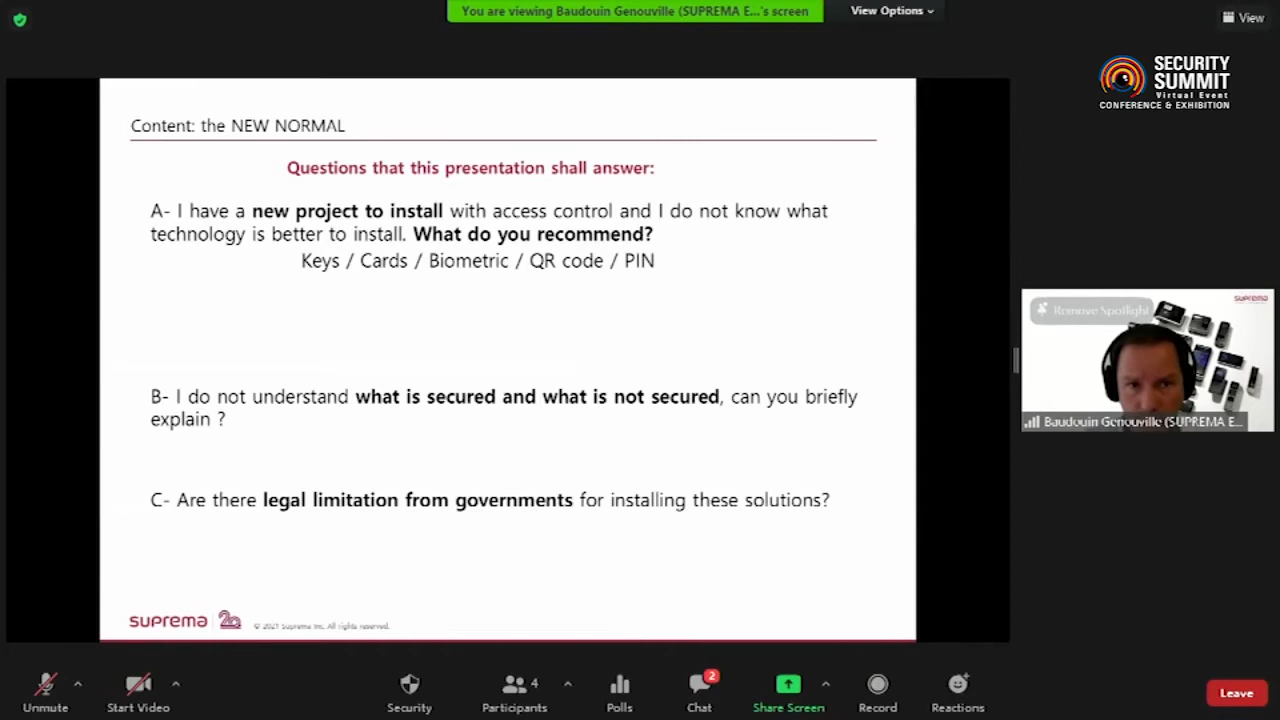 You are viewing Baudouin Genouville (SUPREMA E...'s screen
View Options
View
SECURITY
SUMMIT
Virtual Event
CONFERENCE & EXHIBITION
Content: the NEW NORMAL
Questions that this presentation shall answer:
A- I have a new project to install with access control and I do not know what
technology is better to install. What do you recommend?
Keys / Cards / Biometric / QR code / PIN
B- I do not understand what is secured and what is not secured, can you briefly
explain ?
C- Are there legal limitation from governments for installing these solutions?
suprema 20
© 2021 Suprema Inc. All rights reserved.
suprema
Remove Spotlight
Baudouin Genouville (SUPREMA E...
Unmute
Start Video
Security
4
Participants
Polls
2
Chat
Share Screen
Record
Reactions
Leave